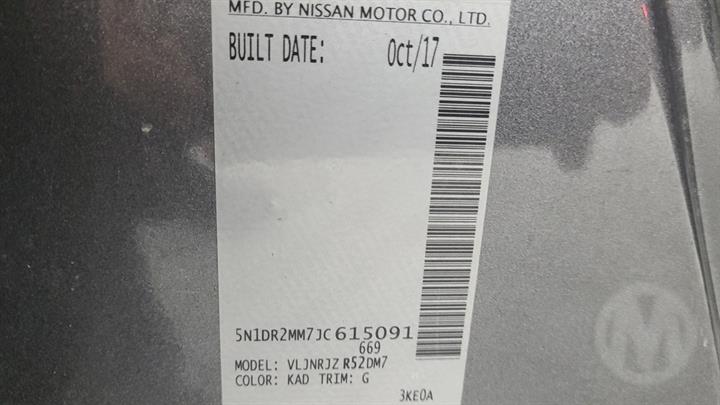 MFD. BY NISSAN MOTOR CO., LTD.
BUILT DATE: Oct/17
5N1DR2MM7JC615091
669
MODEL: VLJNRJZ R52DM7
COLOR: KAD TRIM: G
3KE0A
M